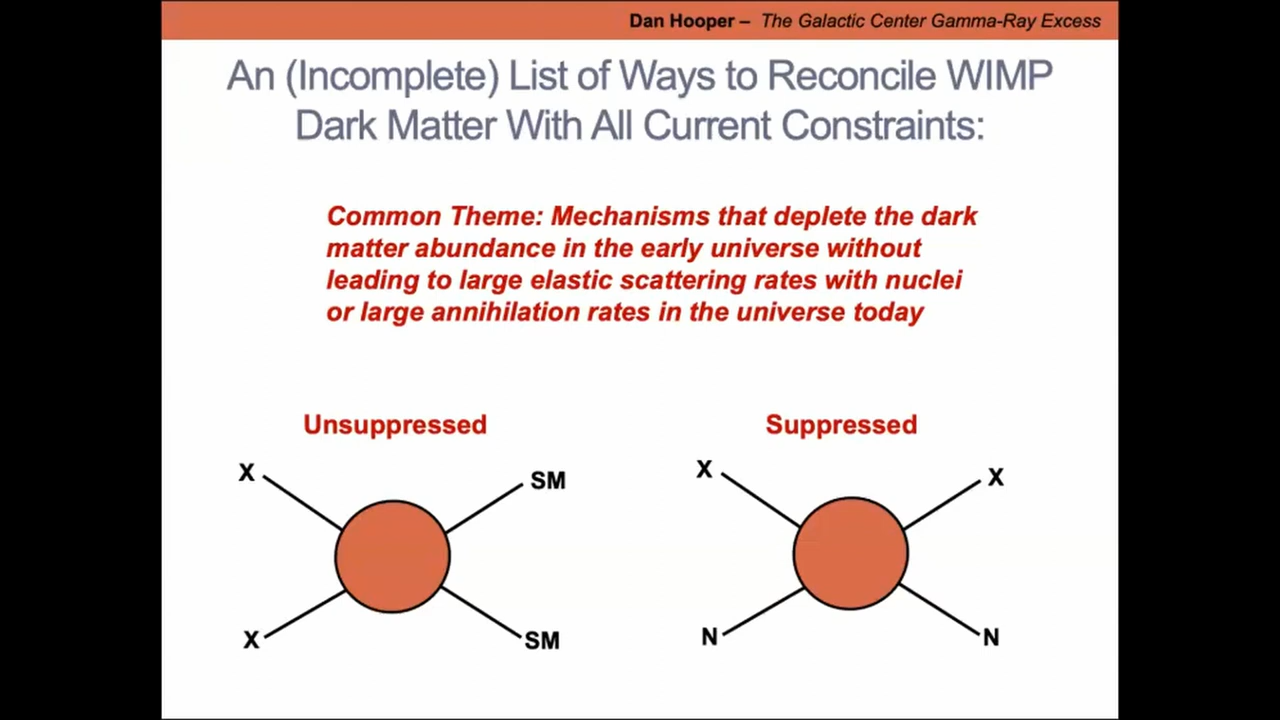 Dan Hooper – The Galactic Center Gamma-Ray Excess
An (Incomplete) List of Ways to Reconcile WIMP
Dark Matter With All Current Constraints:
Common Theme: Mechanisms that deplete the dark
matter abundance in the early universe without
leading to large elastic scattering rates with nuclei
or large annihilation rates in the universe today
Unsuppressed
X
SM
X
SM
Suppressed
X
X
N
N